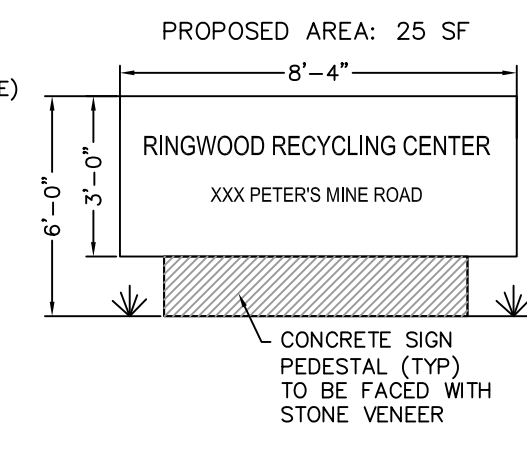 PROPOSED AREA: 25 SF
E)
8'-4"
6'-0"
3'-0"
RINGWOOD RECYCLING CENTER
XXX PETER'S MINE ROAD
CONCRETE SIGN
PEDESTAL (TYP)
TO BE FACED WITH
STONE VENEER